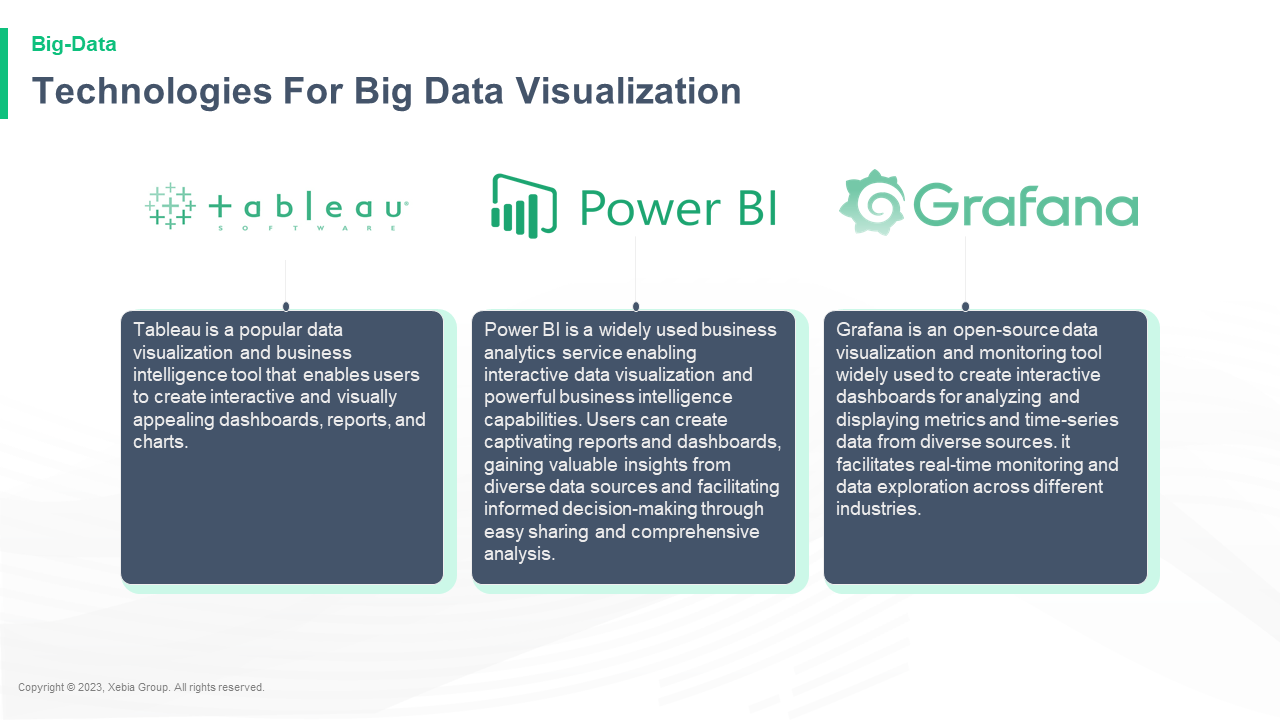 Big-Data
Technologies For Big Data Visualization
tableau®
SOFTWARE
Power BI
Grafana
Tableau is a popular data
visualization and business
intelligence tool that enables users
to create interactive and visually
appealing dashboards, reports, and
charts.
Power BI is a widely used business
analytics service enabling
interactive data visualization and
powerful business intelligence
capabilities. Users can create
captivating reports and dashboards,
gaining valuable insights from
diverse data sources and facilitating
informed decision-making through
easy sharing and comprehensive
analysis.
Grafana is an open-source data
visualization and monitoring tool
widely used to create interactive
dashboards for analyzing and
displaying metrics and time-series
data from diverse sources. it
facilitates real-time monitoring and
data exploration across different
industries.
Copyright © 2023, Xebia Group. All rights reserved.